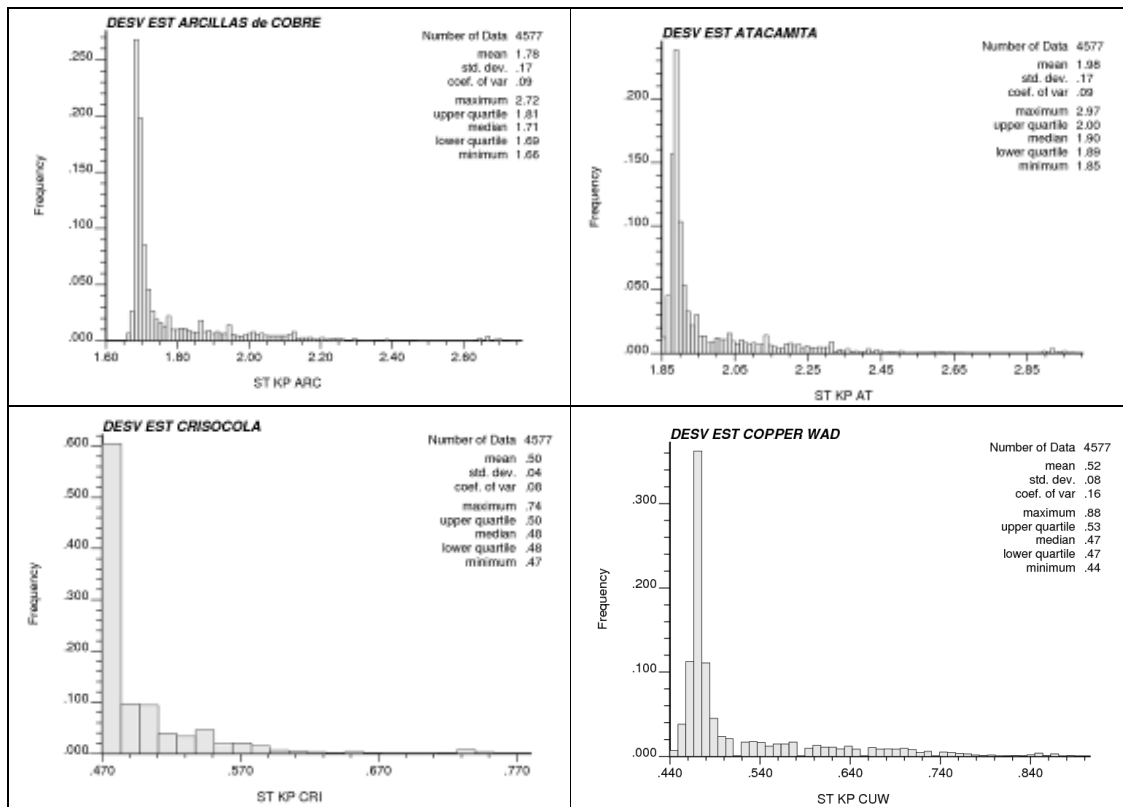 DESV EST ARCILLAS de COBRE
Number of Data 4577
mean 1.78
std. dev. .17
coef. of var .09
maximum 2.72
upper quartile 1.81
median 1.71
lower quartile 1.69
minimum 1.66
Frequency
.250
.200
.150
.100
.050
.000
1.60 1.80 2.00 2.20 2.40 2.60
ST KP ARC
DESV EST ATACAMITA
Number of Data 4577
mean 1.98
std. dev. .17
coef. of var .09
maximum 2.97
upper quartile 2.00
median 1.90
lower quartile 1.89
minimum 1.85
Frequency
.200
.150
.100
.050
.000
1.85 2.05 2.25 2.45 2.65 2.85
ST KP AT
DESV EST CRISOCOLA
Number of Data 4577
mean .50
std. dev. .04
coef. of var .08
maximum .74
upper quartile .50
median .48
lower quartile .48
minimum .47
Frequency
.600
.500
.400
.300
.200
.100
.000
.470 .570 .670 .770
ST KP CRI
DESV EST COPPER WAD
Number of Data 4577
mean .52
std. dev. .08
coef. of var .16
maximum .88
upper quartile .53
median .47
lower quartile .47
minimum .44
Frequency
.300
.200
.100
.000
.440 .540 .640 .740 .840
ST KP CUW